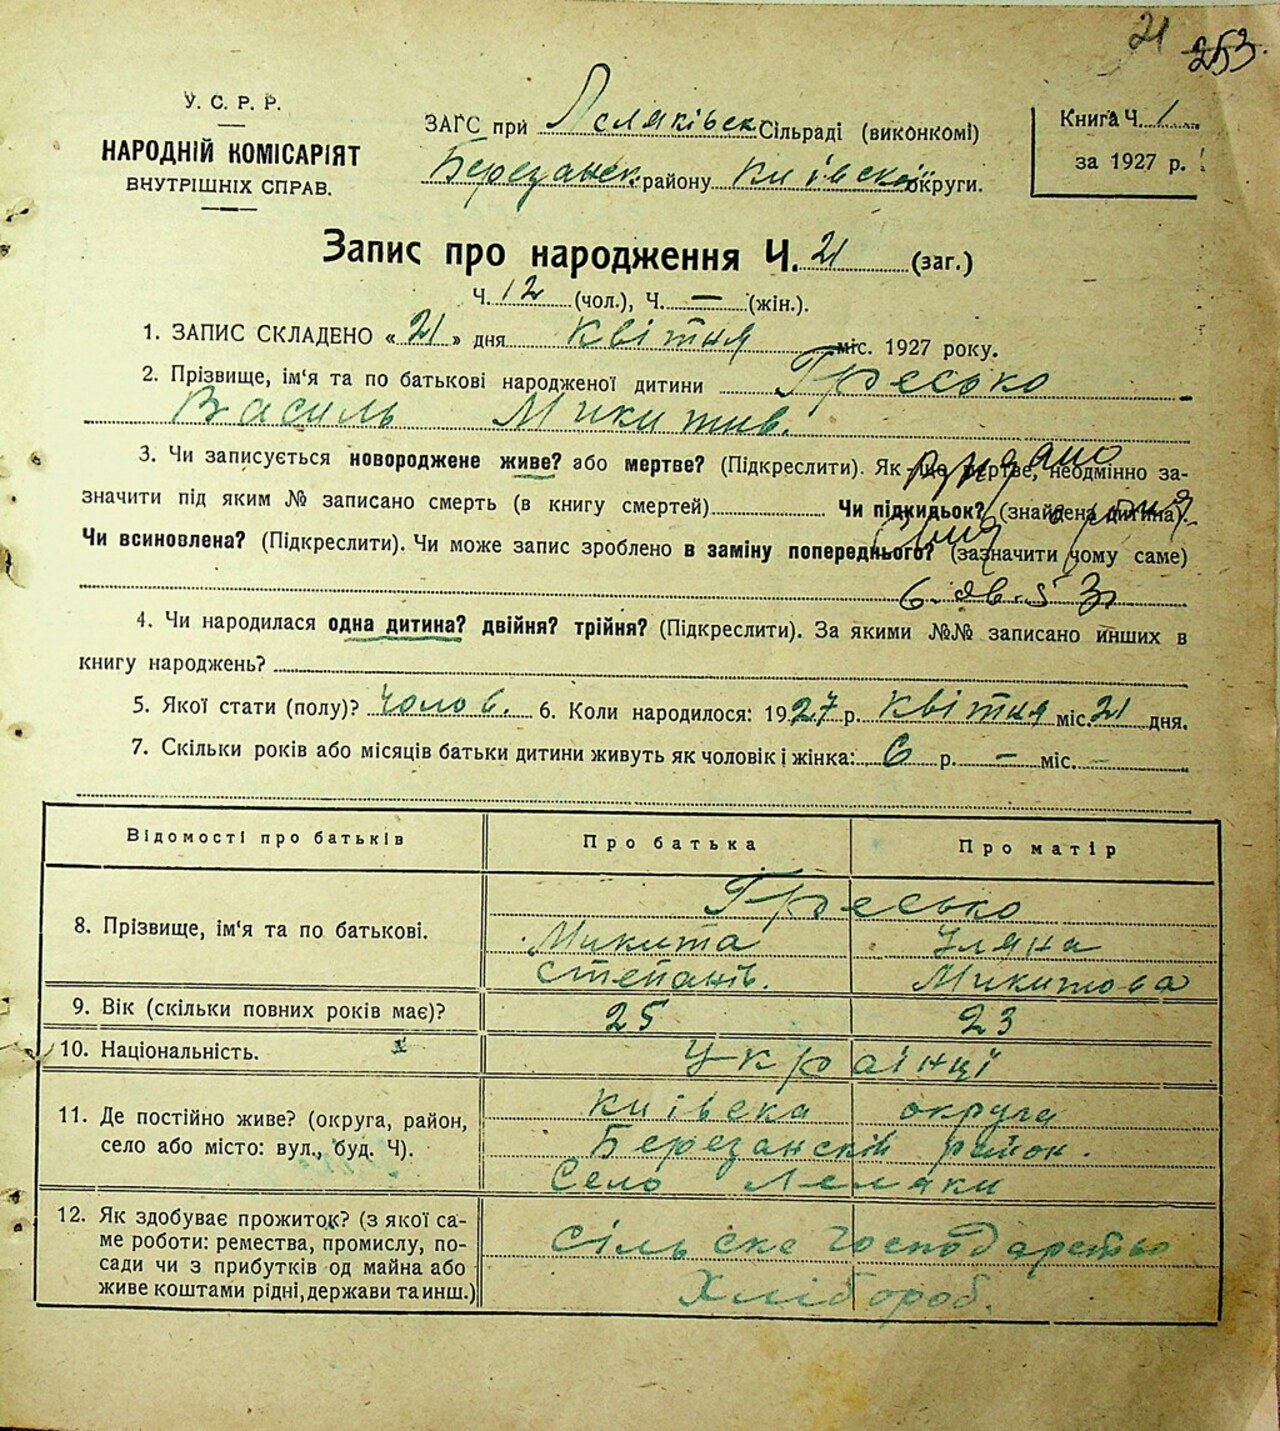 21 253.
У. С. Р. Р.
НАРОДНІЙ КОМІСАРІЯТ
ВНУТРІШНІХ СПРАВ.
ЗАГС при Леляківськ Сільраді (виконкомі)
Березанськ. району Київської округи.
Книга Ч. 1
за 1927 р.
Запис про народження Ч. 21 (заг.)
Ч. 12 (чол.), Ч. — (жін.).
1. ЗАПИС СКЛАДЕНО «21» дня квітня міс. 1927 року.
2. Прізвище, ім'я та по батькові народженої дитини Гресько
Василь Микитив.
3. Чи записується новороджене живе? або мертве? (Підкреслити). Як що мертве, неодмінно за-
значити під яким № записано смерть (в книгу смертей) Чи підкидьок? (знайдена дитина).
Чи всиновлена? (Підкреслити). Чи може запис зроблено в заміну попереднього? (зазначити чому саме)
4. Чи народилася одна дитина? двійня? трійня? (Підкреслити). За якими №№ записано инших в
книгу народжень?
5. Якої стати (полу)? чолов. 6. Коли народилося: 1927 р. квітня міс. 21 дня.
7. Скільки років або місяців батьки дитини живуть як чоловік і жінка: 6 р. — міс. —
Відомості про батьків Про батька Про матір
8. Прізвище, ім'я та по батькові.
Гресько
Микита Уляна
Степанів. Микитова
9. Вік (скільки повних років має)? 25 23
10. Національність. Українці
11. Де постійно живе? (округа, район,
село або місто: вул., буд. Ч).
Київська округа
Березанскій район.
Село Леляки
12. Як здобуває прожиток? (з якої са-
ме роботи: ремества, промислу, по-
сади чи з прибутків од майна або
живе коштами рідні, держави та инш.)
Сільське господарство
Хлібороб.